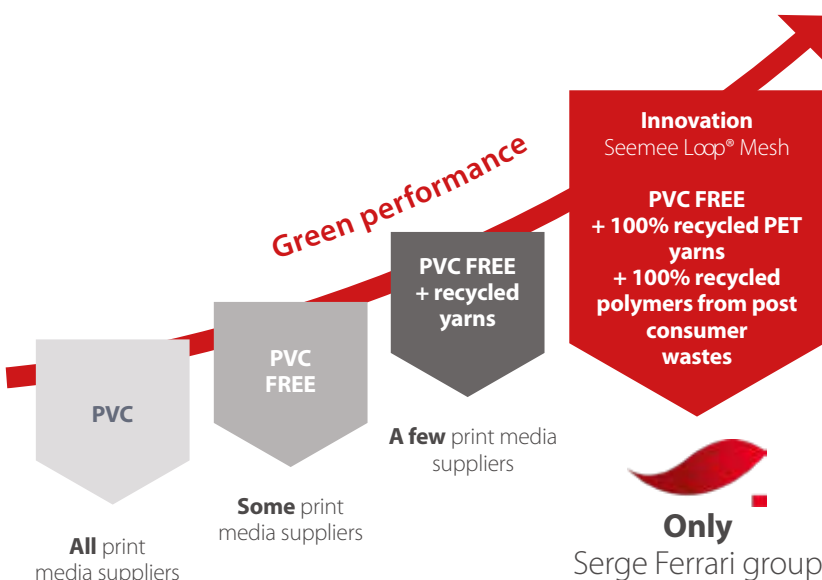 Green performance
PVC
All print
media suppliers
PVC
FREE
Some print
media suppliers
PVC FREE
+ recycled
yarns
A few print media
suppliers
Innovation
Seemee Loop® Mesh
PVC FREE
+ 100% recycled PET
yarns
+ 100% recycled
polymers from post
consumer
wastes
Only
Serge Ferrari group